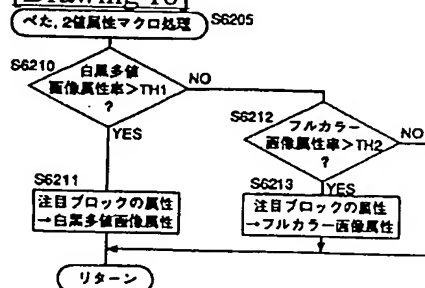 [Drawing 10]
べた, 2値属性マクロ処理 S6205
S6210
白黒多値
画像属性率>TH1
?
NO
YES
S6212
フルカラー
画像属性率>TH2
?
NO
YES
S6211
注目ブロックの属性
→白黒多値画像属性
S6213
注目ブロックの属性
→フルカラー画像属性
リターン